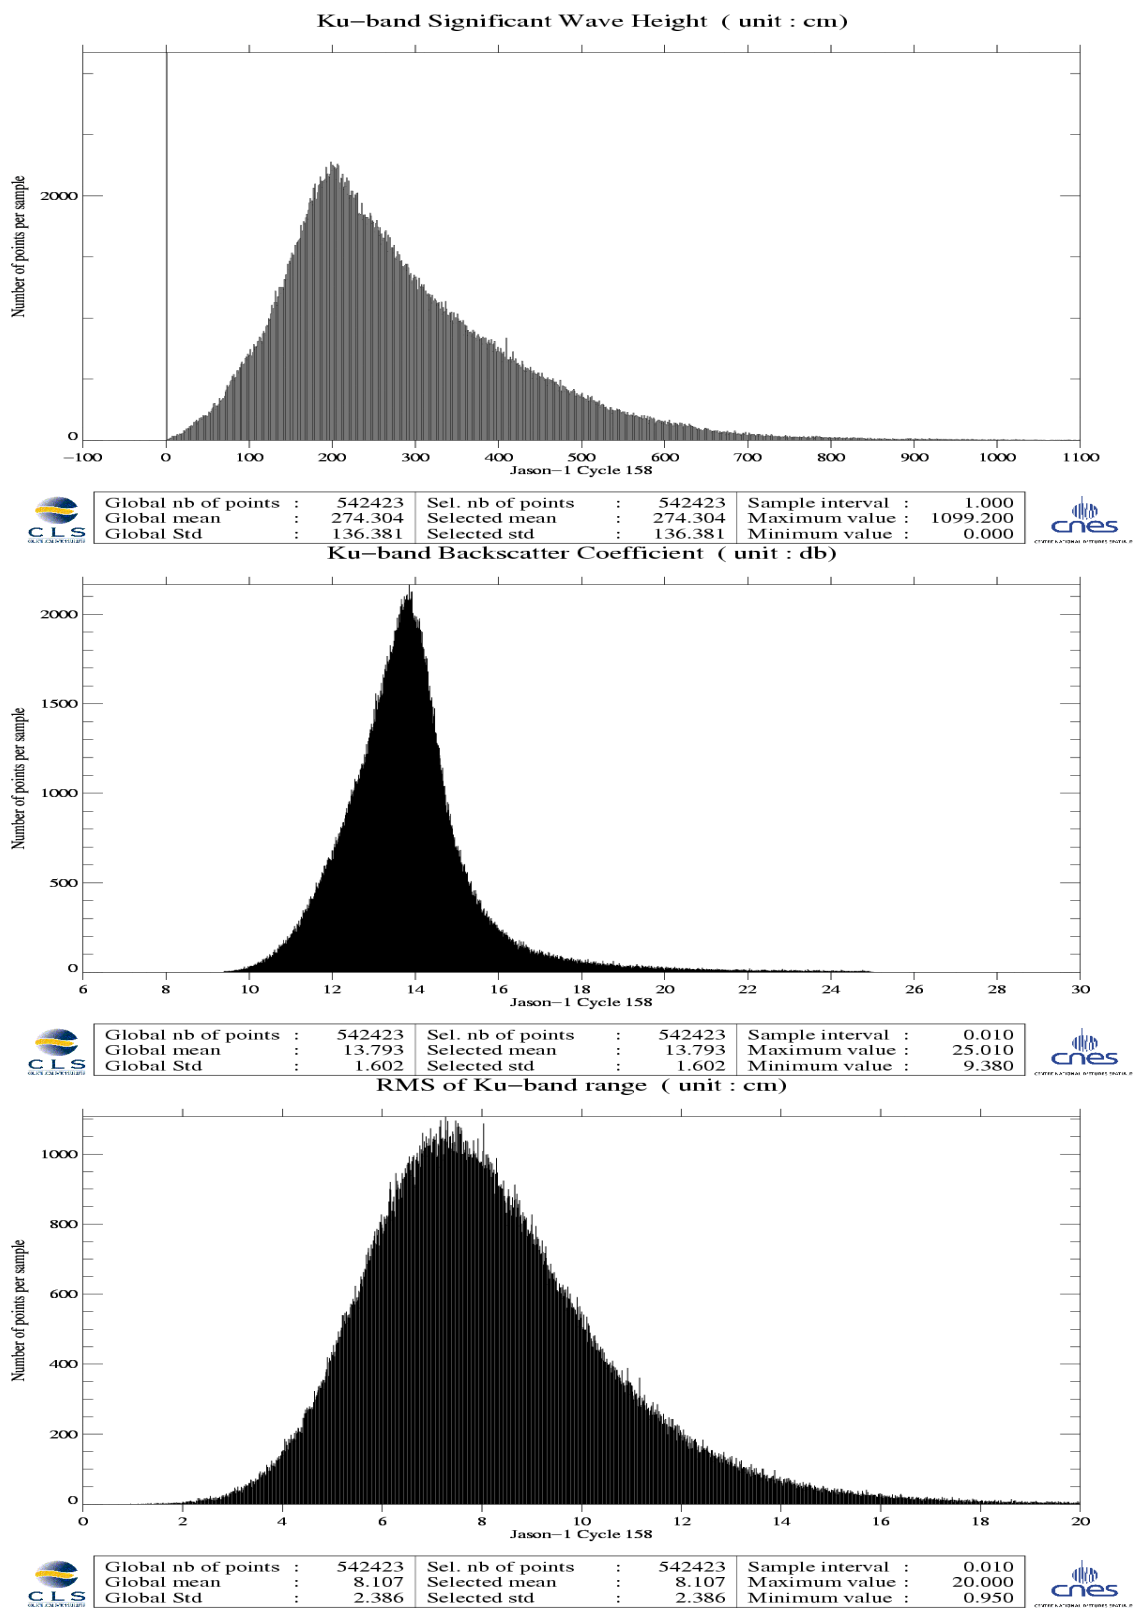 Ku-band Significant Wave Height ( unit : cm)
Number of points per sample
2000
0
-100 0 100 200 300 400 500 600 700 800 900 1000 1100
Jason-1 Cycle 158
CLS
Global nb of points : 542423 Sel. nb of points : 542423 Sample interval : 1.000
Global mean : 274.304 Selected mean : 274.304 Maximum value : 1099.200
Global Std : 136.381 Selected std : 136.381 Minimum value : 0.000
cnes
Ku-band Backscatter Coefficient ( unit : db)
Number of points per sample
2000
1500
1000
500
0
6 8 10 12 14 16 18 20 22 24 26 28 30
Jason-1 Cycle 158
CLS
Global nb of points : 542423 Sel. nb of points : 542423 Sample interval : 0.010
Global mean : 13.793 Selected mean : 13.793 Maximum value : 25.010
Global Std : 1.602 Selected std : 1.602 Minimum value : 9.380
cnes
RMS of Ku-band range ( unit : cm)
Number of points per sample
1000
800
600
400
200
0
0 2 4 6 8 10 12 14 16 18 20
Jason-1 Cycle 158
CLS
Global nb of points : 542423 Sel. nb of points : 542423 Sample interval : 0.010
Global mean : 8.107 Selected mean : 8.107 Maximum value : 20.000
Global Std : 2.386 Selected std : 2.386 Minimum value : 0.950
cnes